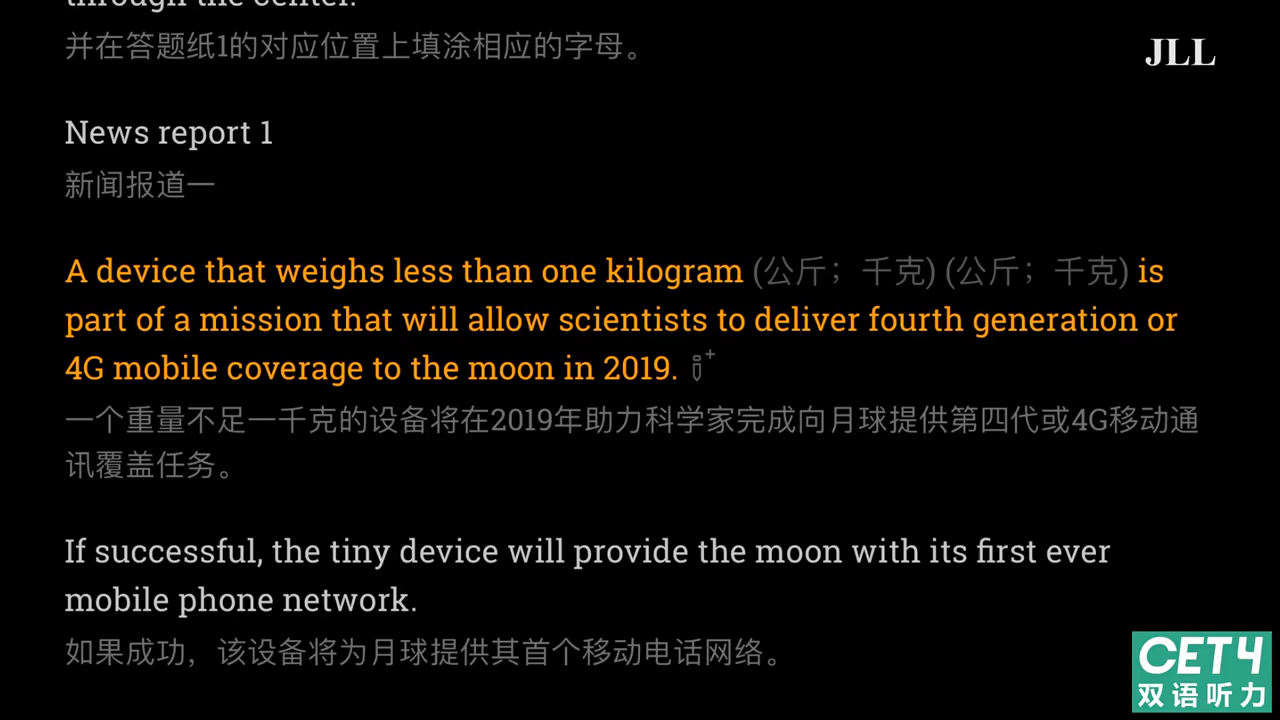 through the center.
并在答题纸1的对应位置上填涂相应的字母。
JLL
News report 1
新闻报道一
A device that weighs less than one kilogram (公斤；千克) (公斤；千克) is
part of a mission that will allow scientists to deliver fourth generation or
4G mobile coverage to the moon in 2019.
一个重量不足一千克的设备将在2019年助力科学家完成向月球提供第四代或4G移动通
讯覆盖任务。
If successful, the tiny device will provide the moon with its first ever
mobile phone network.
如果成功，该设备将为月球提供其首个移动电话网络。
CET4
双语听力